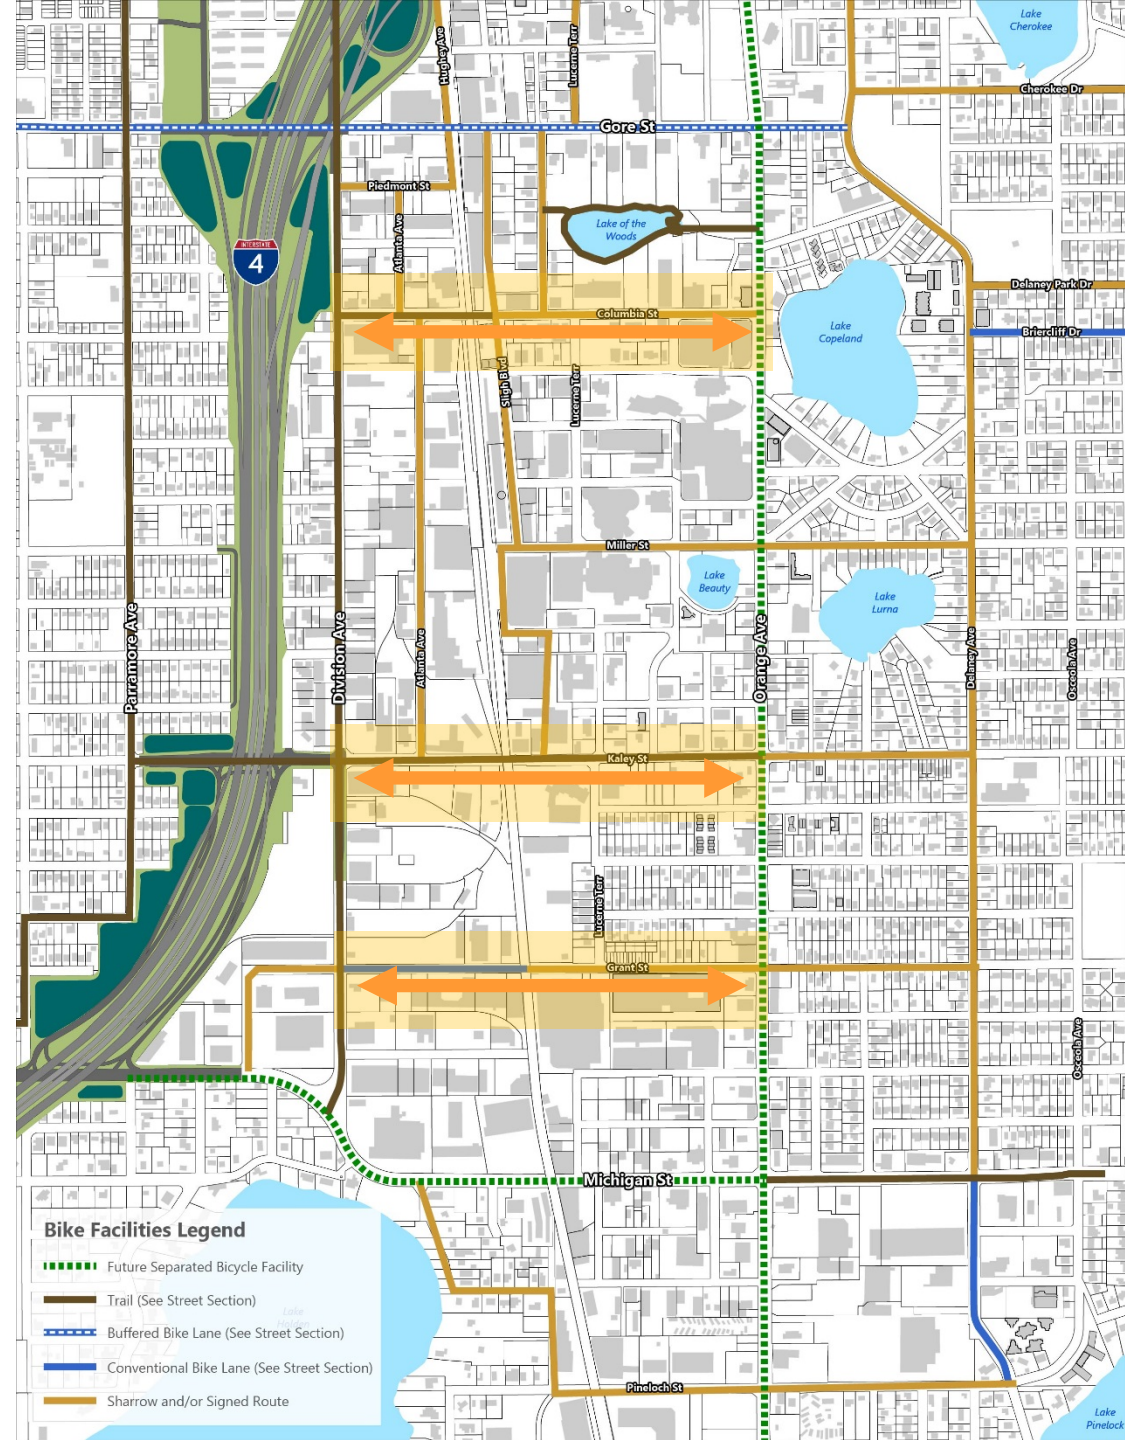 Lake
Cherokee
Hughey Ave
Lucerne Terr
Cherokee Dr
Gore St
Piedmont St
Atlanta Ave
Lake of the
Woods
INTERSTATE
4
Delaney Park Dr
Columbia St
Lake
Copeland
Briercliff Dr
Sligh Blvd
Lucerne Terr
Miller St
Lake
Beauty
Lake
Lurna
Parramore Ave
Division Ave
Atlanta Ave
Orange Ave
Delaney Ave
Osceola Ave
Kaley St
Lucerne Terr
Grant St
Osceola Ave
Michigan St
Bike Facilities Legend
Future Separated Bicycle Facility
Trail (See Street Section)
Lake
Holden
Buffered Bike Lane (See Street Section)
Conventional Bike Lane (See Street Section)
Sharrow and/or Signed Route
Pineloch St
Lake
Pineloch